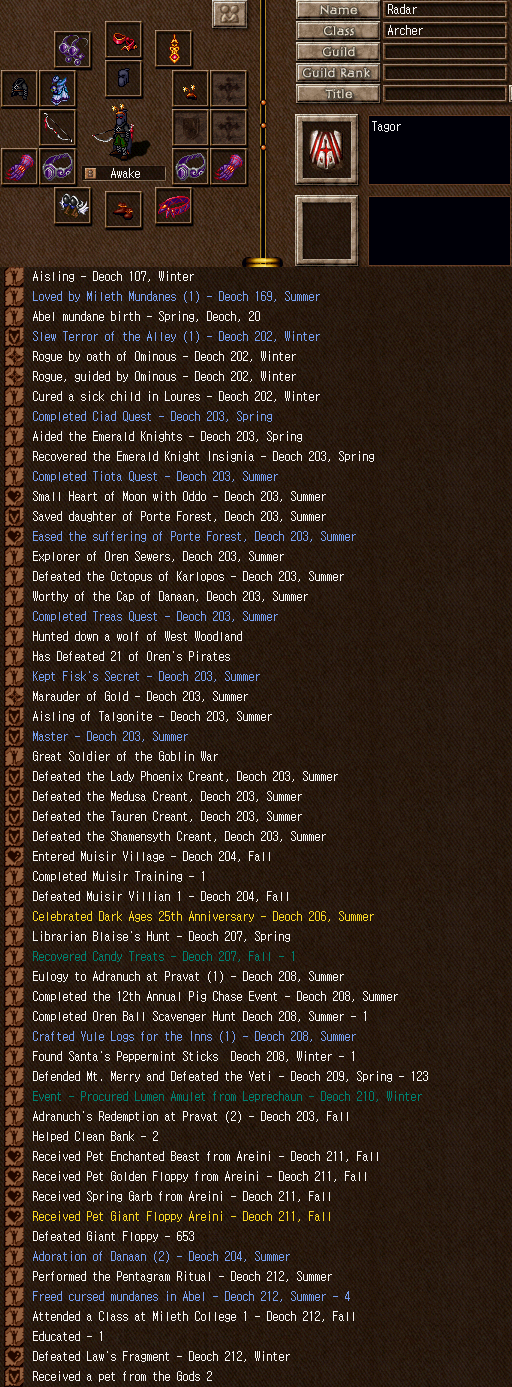 Name Radar
Class Archer
Guild
Guild Rank
Title
Tagor
Awake
Aisling - Deoch 107, Winter
Loved by Mileth Mundanes (1) - Deoch 169, Summer
Abel mundane birth - Spring, Deoch, 20
Slew Terror of the Alley (1) - Deoch 202, Winter
Rogue by oath of Ominous - Deoch 202, Winter
Rogue, guided by Ominous - Deoch 202, Winter
Cured a sick child in Loures - Deoch 202, Winter
Completed Ciad Quest - Deoch 203, Spring
Aided the Emerald Knights - Deoch 203, Spring
Recovered the Emerald Knight Insignia - Deoch 203, Spring
Completed Tiota Quest - Deoch 203, Summer
Small Heart of Moon with Oddo - Deoch 203, Summer
Saved daughter of Porte Forest, Deoch 203, Summer
Eased the suffering of Porte Forest, Deoch 203, Summer
Explorer of Oren Sewers, Deoch 203, Summer
Defeated the Octopus of Karlopos - Deoch 203, Summer
Worthy of the Cap of Danaan, Deoch 203, Summer
Completed Treas Quest - Deoch 203, Summer
Hunted down a wolf of West Woodland
Has Defeated 21 of Oren's Pirates
Kept Fisk's Secret - Deoch 203, Summer
Marauder of Gold - Deoch 203, Summer
Aisling of Talgonite - Deoch 203, Summer
Master - Deoch 203, Summer
Great Soldier of the Goblin War
Defeated the Lady Phoenix Creant, Deoch 203, Summer
Defeated the Medusa Creant, Deoch 203, Summer
Defeated the Tauren Creant, Deoch 203, Summer
Defeated the Shamensyth Creant, Deoch 203, Summer
Entered Muisir Village - Deoch 204, Fall
Completed Muisir Training - 1
Defeated Muisir Villian 1 - Deoch 204, Fall
Celebrated Dark Ages 25th Anniversary - Deoch 206, Summer
Librarian Blaise's Hunt - Deoch 207, Spring
Recovered Candy Treats - Deoch 207, Fall - 1
Eulogy to Adranuch at Pravat (1) - Deoch 208, Summer
Completed the 12th Annual Pig Chase Event - Deoch 208, Summer
Completed Oren Ball Scavenger Hunt Deoch 208, Summer - 1
Crafted Yule Logs for the Inns (1) - Deoch 208, Summer
Found Santa's Peppermint Sticks  Deoch 208, Winter - 1
Defended Mt. Merry and Defeated the Yeti - Deoch 209, Spring - 123
Event - Procured Lumen Amulet from Leprechaun - Deoch 210, Winter
Adranuch's Redemption at Pravat (2) - Deoch 203, Fall
Helped Clean Bank - 2
Received Pet Enchanted Beast from Areini - Deoch 211, Fall
Received Pet Golden Floppy from Areini - Deoch 211, Fall
Received Spring Garb from Areini - Deoch 211, Fall
Received Pet Giant Floppy Areini - Deoch 211, Fall
Defeated Giant Floppy - 653
Adoration of Danaan (2) - Deoch 204, Summer
Performed the Pentagram Ritual - Deoch 212, Summer
Freed cursed mundanes in Abel - Deoch 212, Summer - 4
Attended a Class at Mileth College 1 - Deoch 212, Fall
Educated - 1
Defeated Law's Fragment - Deoch 212, Winter
Received a pet from the Gods 2